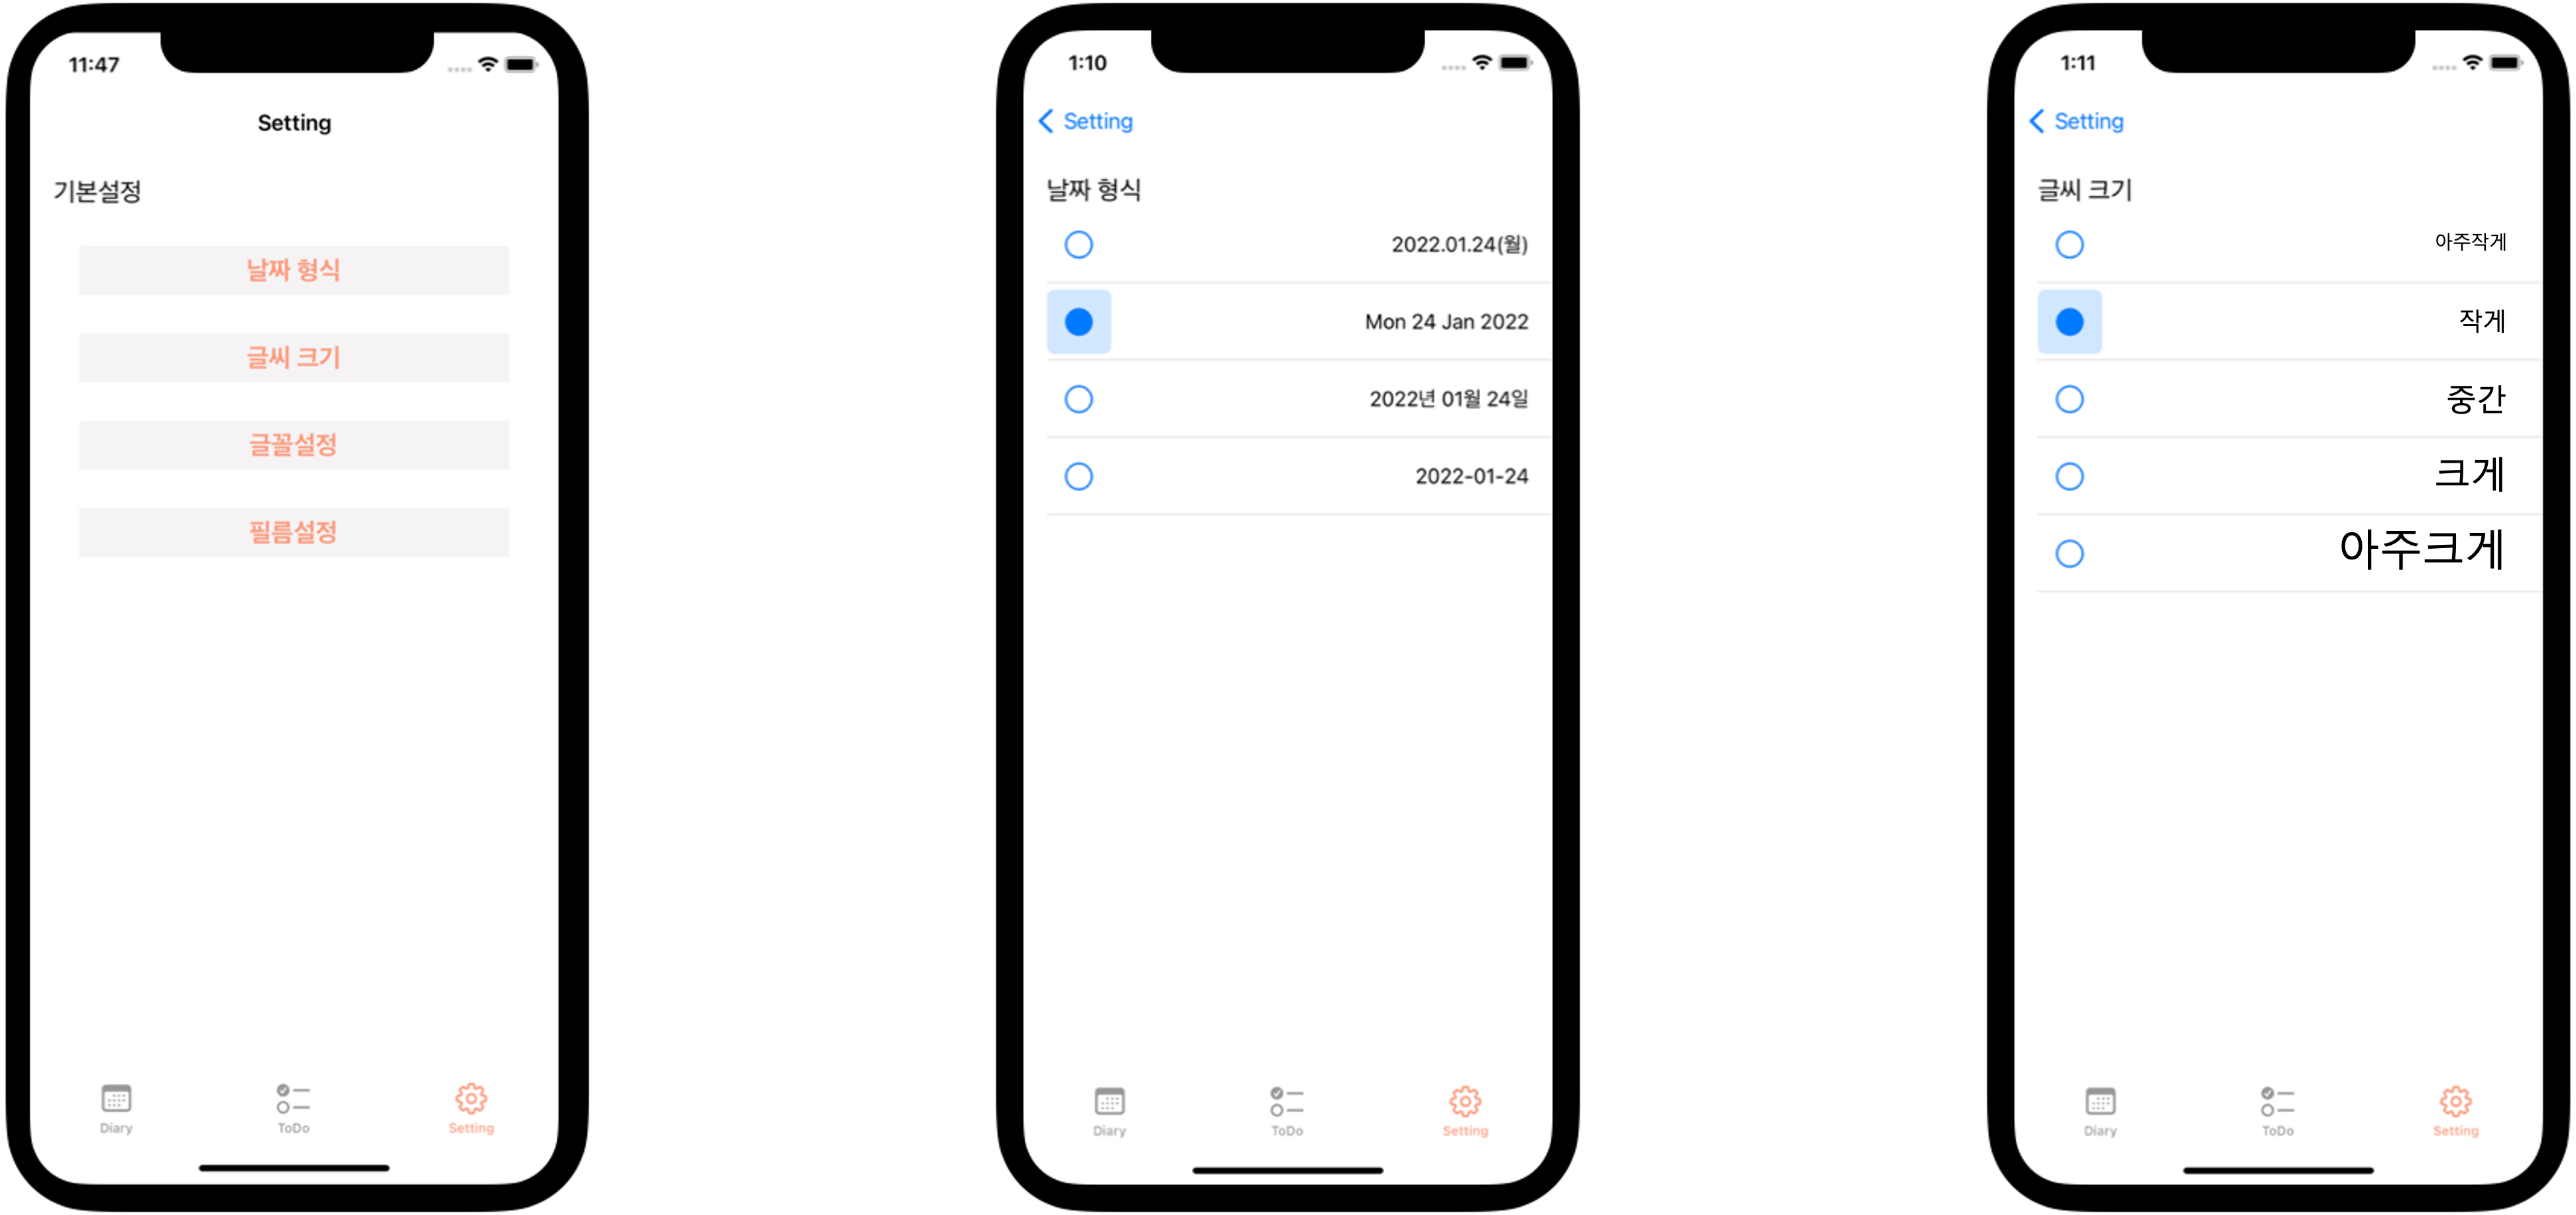 11:47
Setting
기본설정
날짜 형식
글씨 크기
글꼴설정
필름설정
Diary ToDo Setting
1:10
Setting
날짜 형식
2022.01.24(월)
Mon 24 Jan 2022
2022년 01월 24일
2022-01-24
Diary ToDo Setting
1:11
Setting
글씨 크기
아주작게
작게
중간
크게
아주크게
Diary ToDo Setting